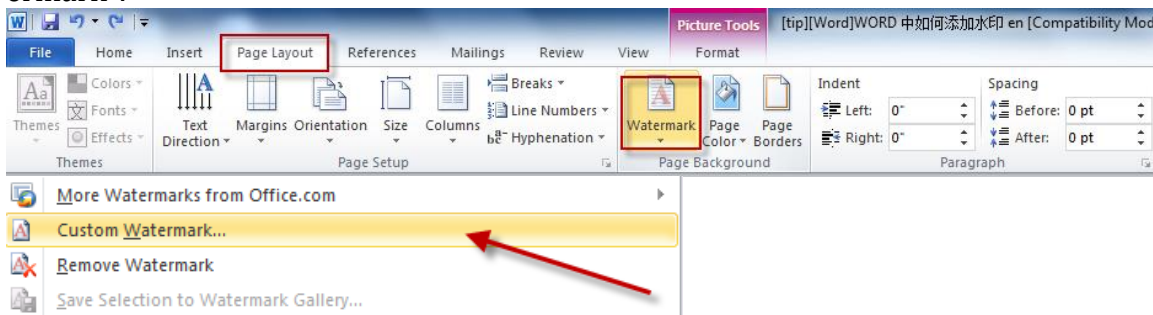 Picture Tools [tip][Word]WORD 中如何添加水印 en [Compatibility Mod
File Home Insert Page Layout References Mailings Review View Format
Aa Colors Fonts Effects Themes
Themes
Text Direction Margins Orientation Size Columns Breaks Line Numbers Hyphenation
Page Setup
Watermark Page Color Page Borders
Page Background
Indent Spacing
Left: 0" Before: 0 pt
Right: 0" After: 0 pt
Paragraph
More Watermarks from Office.com
Custom Watermark...
Remove Watermark
Save Selection to Watermark Gallery...